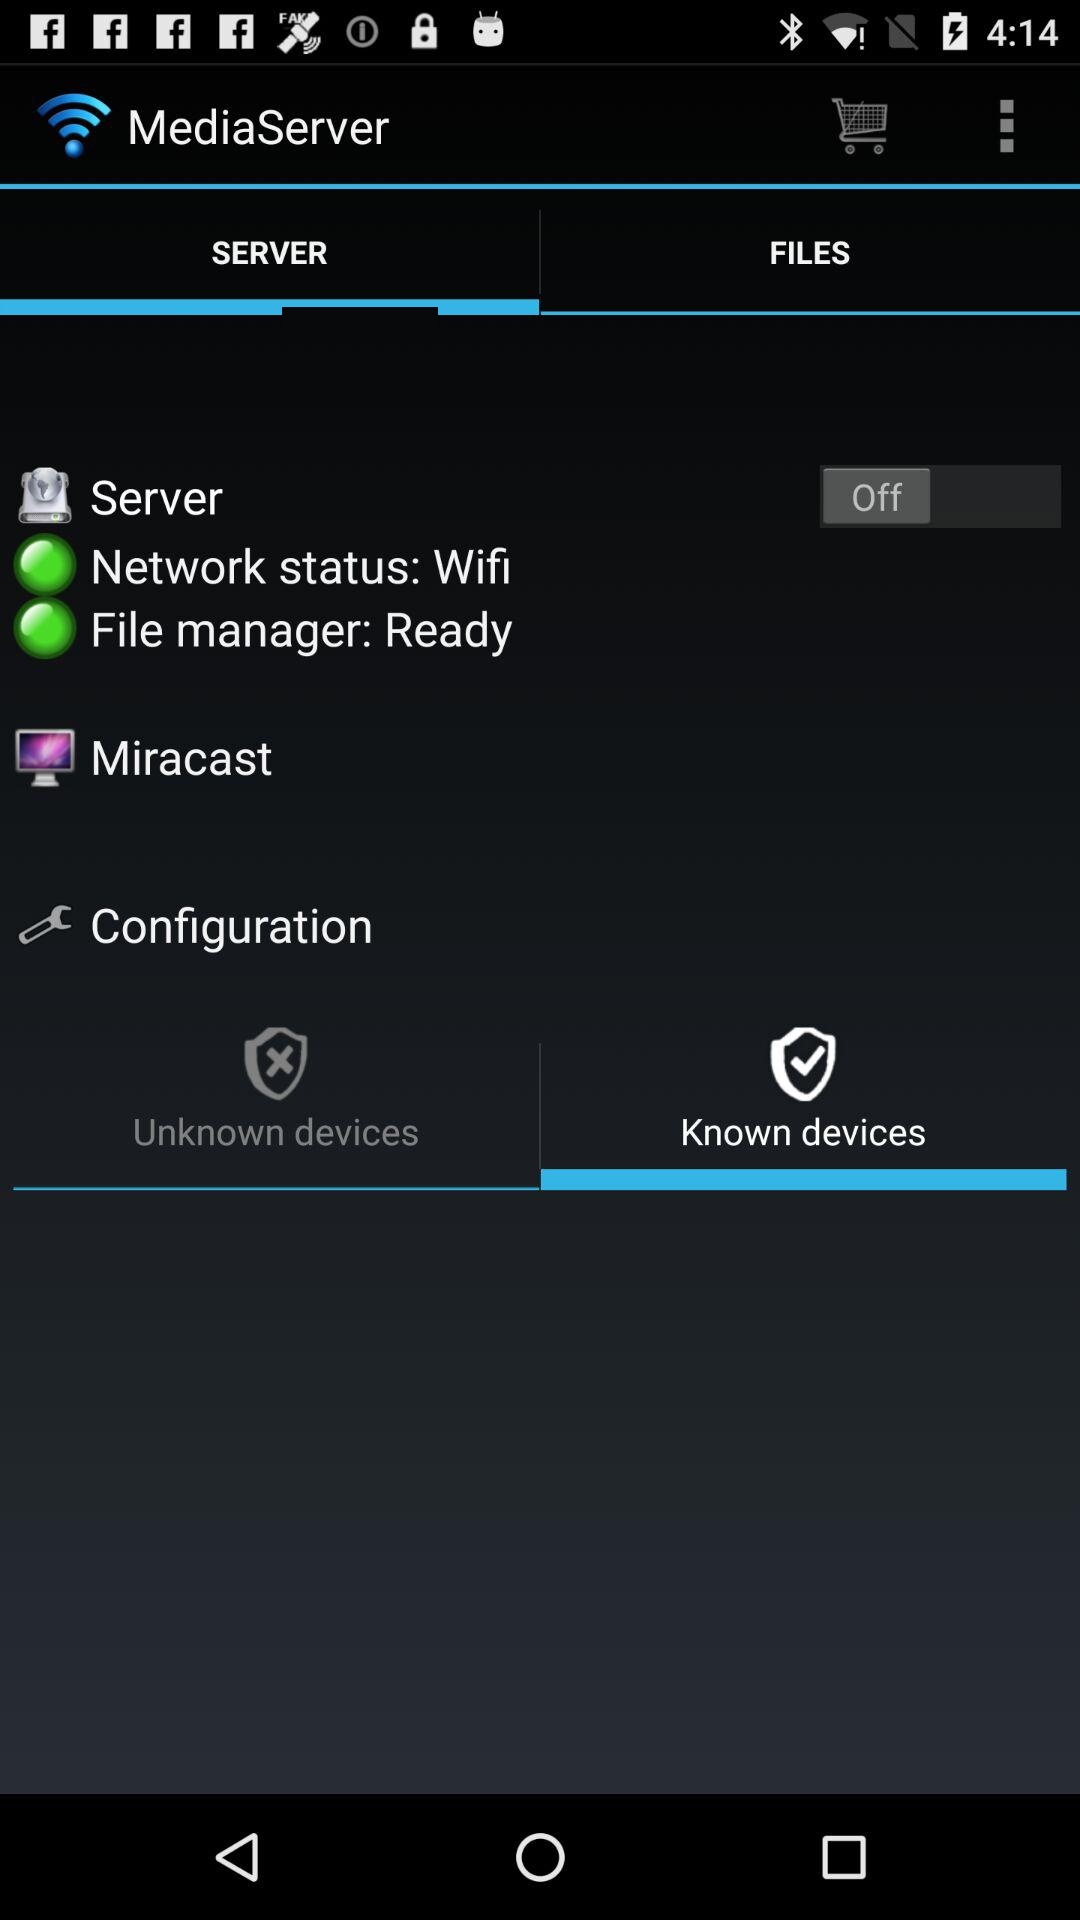 FAKE
4:14
MediaServer
SERVER
FILES
Server
Off
Network status: Wifi
File manager: Ready
Miracast
Configuration
Unknown devices
Known devices